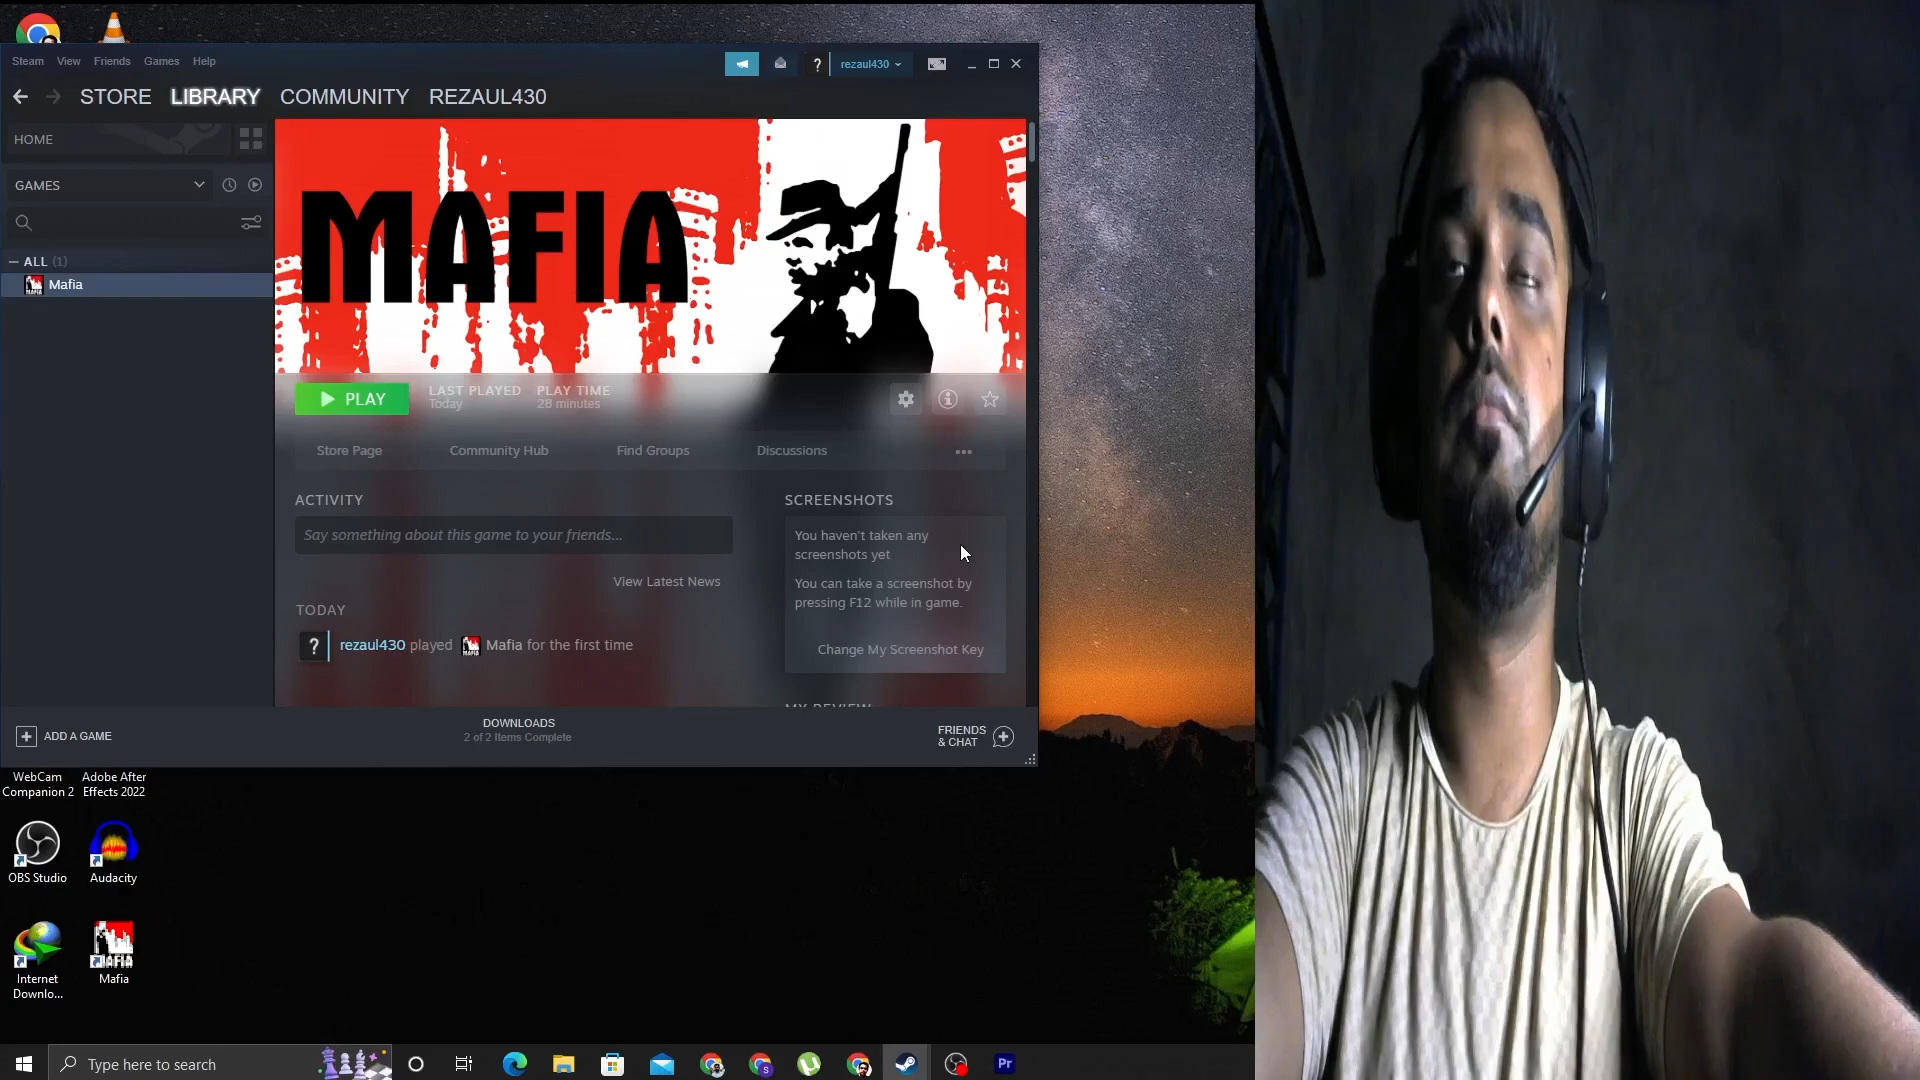 Steam View Friends Games Help
rezaul430
STORE LIBRARY COMMUNITY REZAUL430
HOME
GAMES
ALL (1)
Mafia
MAFIA
PLAY
LAST PLAYED
Today
PLAY TIME
28 minutes
Store Page Community Hub Find Groups Discussions
ACTIVITY
Say something about this game to your friends...
View Latest News
TODAY
rezaul430 played Mafia for the first time
SCREENSHOTS
You haven't taken any
screenshots yet
You can take a screenshot by
pressing F12 while in game.
Change My Screenshot Key
MY REVIEW
ADD A GAME
DOWNLOADS
2 of 2 Items Complete
FRIENDS
& CHAT
WebCam
Companion 2
Adobe After
Effects 2022
OBS Studio
Audacity
Internet
Downlo...
Mafia
Type here to search
Pr